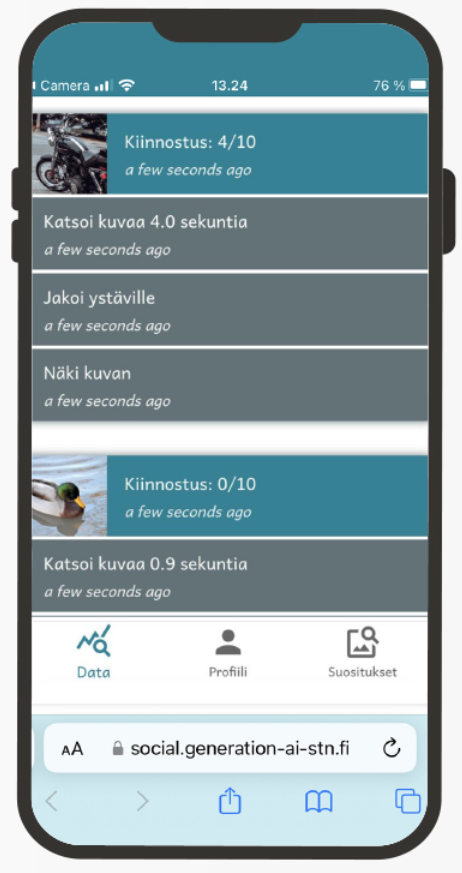 Camera
13.24
76 %
Kiinnostus: 4/10
a few seconds ago
Katsoi kuvaa 4.0 sekuntia
a few seconds ago
Jakoi ystäville
a few seconds ago
Näki kuvan
a few seconds ago
Kiinnostus: 0/10
a few seconds ago
Katsoi kuvaa 0.9 sekuntia
a few seconds ago
Data
Profiili
Suositukset
AA
social.generation-ai-stn.fi